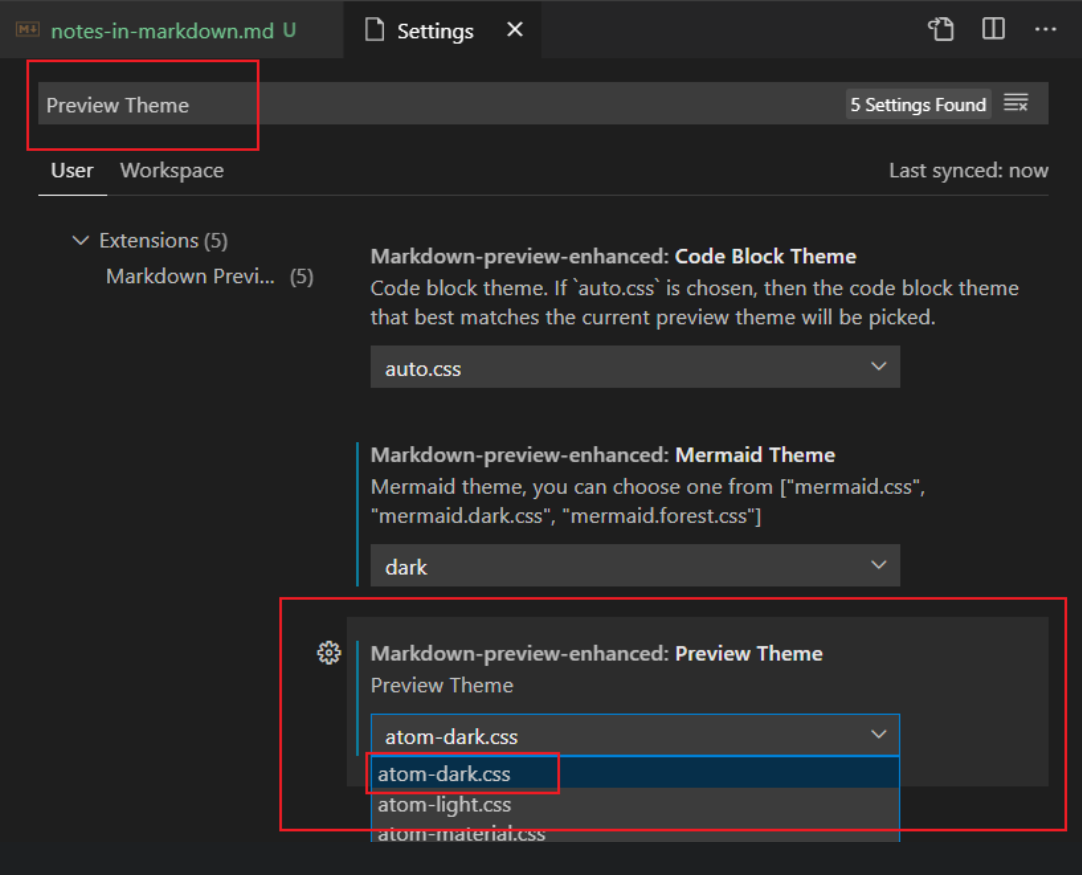 M↓ notes-in-markdown.md U
Settings
Preview Theme
5 Settings Found
User
Workspace
Last synced: now
Extensions (5)
Markdown Previ... (5)
Markdown-preview-enhanced: Code Block Theme
Code block theme. If `auto.css` is chosen, then the code block theme
that best matches the current preview theme will be picked.
auto.css
Markdown-preview-enhanced: Mermaid Theme
Mermaid theme, you can choose one from ["mermaid.css",
"mermaid.dark.css", "mermaid.forest.css"]
dark
Markdown-preview-enhanced: Preview Theme
Preview Theme
atom-dark.css
atom-dark.css
atom-light.css
atom-material.css